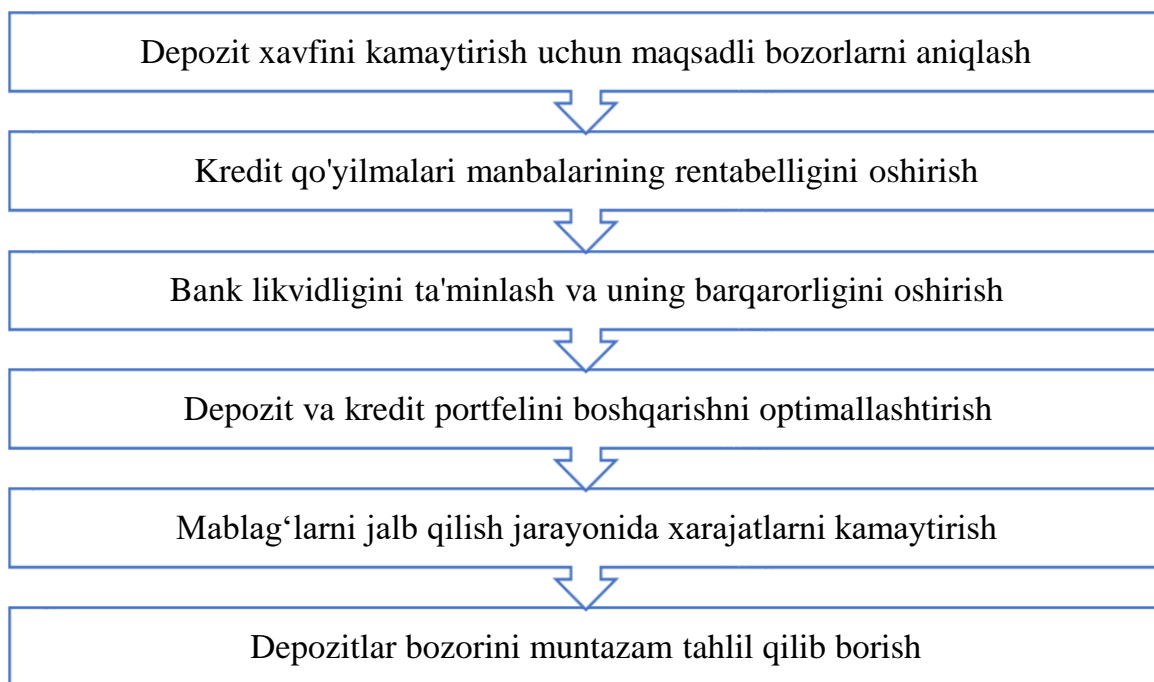 Depozit xavfini kamaytirish uchun maqsadli bozorlarni aniqlash
Kredit qo'yilmalari manbalarining rentabelligini oshirish
Bank likvidligini ta'minlash va uning barqarorligini oshirish
Depozit va kredit portfelini boshqarishni optimallashtirish
Mablag‘larni jalb qilish jarayonida xarajatlarni kamaytirish
Depozitlar bozorini muntazam tahlil qilib borish